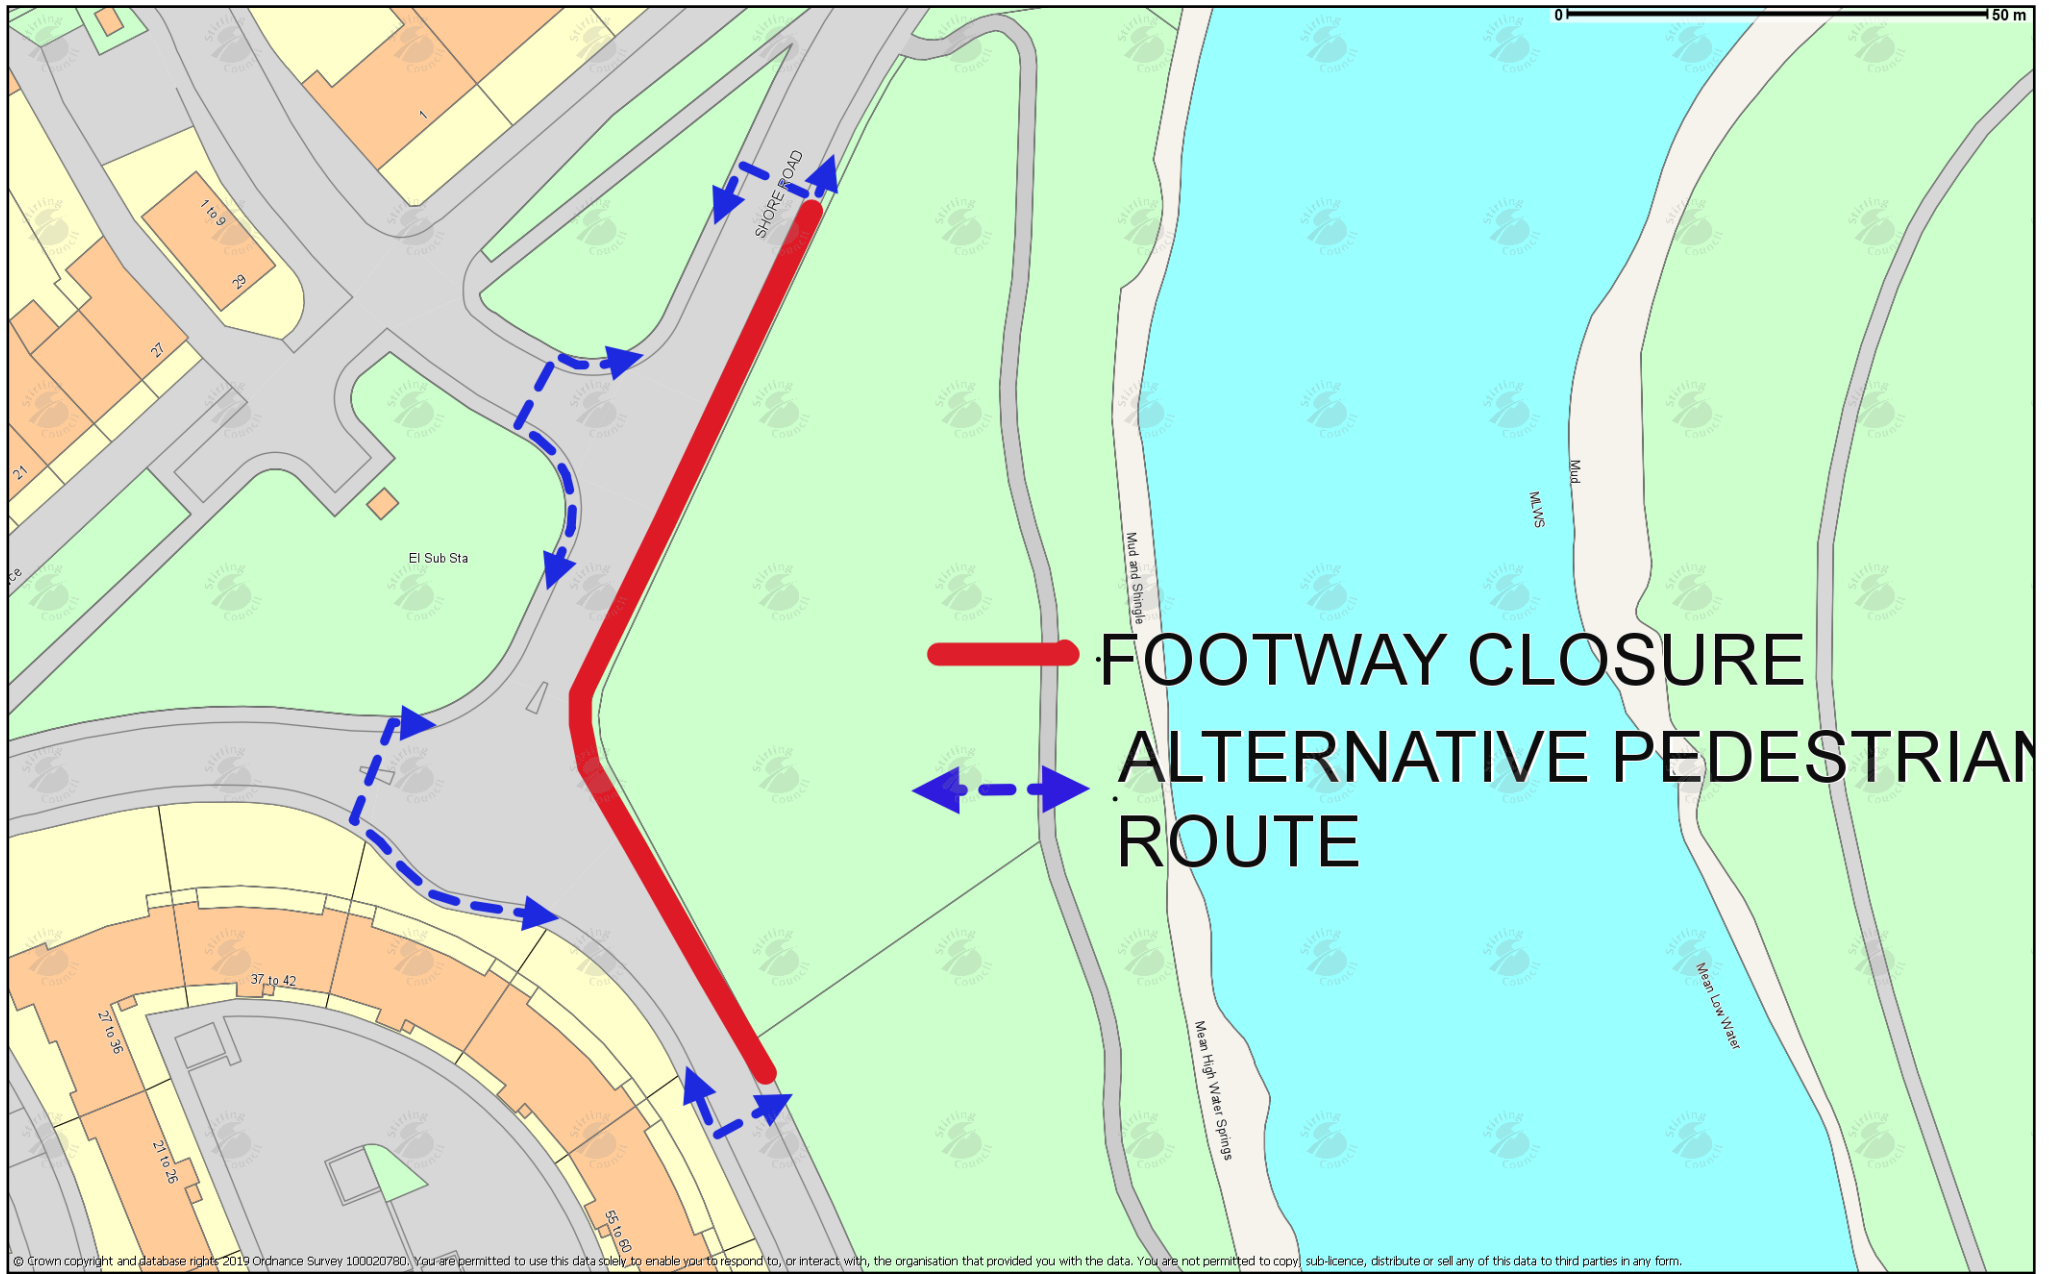 0 50 m
1
SHORE ROAD
1 to 9
29
27
21
ce
El Sub Sta
Mud
MLWS
Mud and Shingle
FOOTWAY CLOSURE
ALTERNATIVE PEDESTRIAN
ROUTE
37 to 42
27 to 36
21 to 26
55 to 60
Mean High Water Springs
Mean Low Water
Stirling Council
© Crown copyright and database rights 2019 Ordnance Survey 100020780. You are permitted to use this data solely to enable you to respond to, or interact with, the organisation that provided you with the data. You are not permitted to copy, sub-licence, distribute or sell any of this data to third parties in any form.